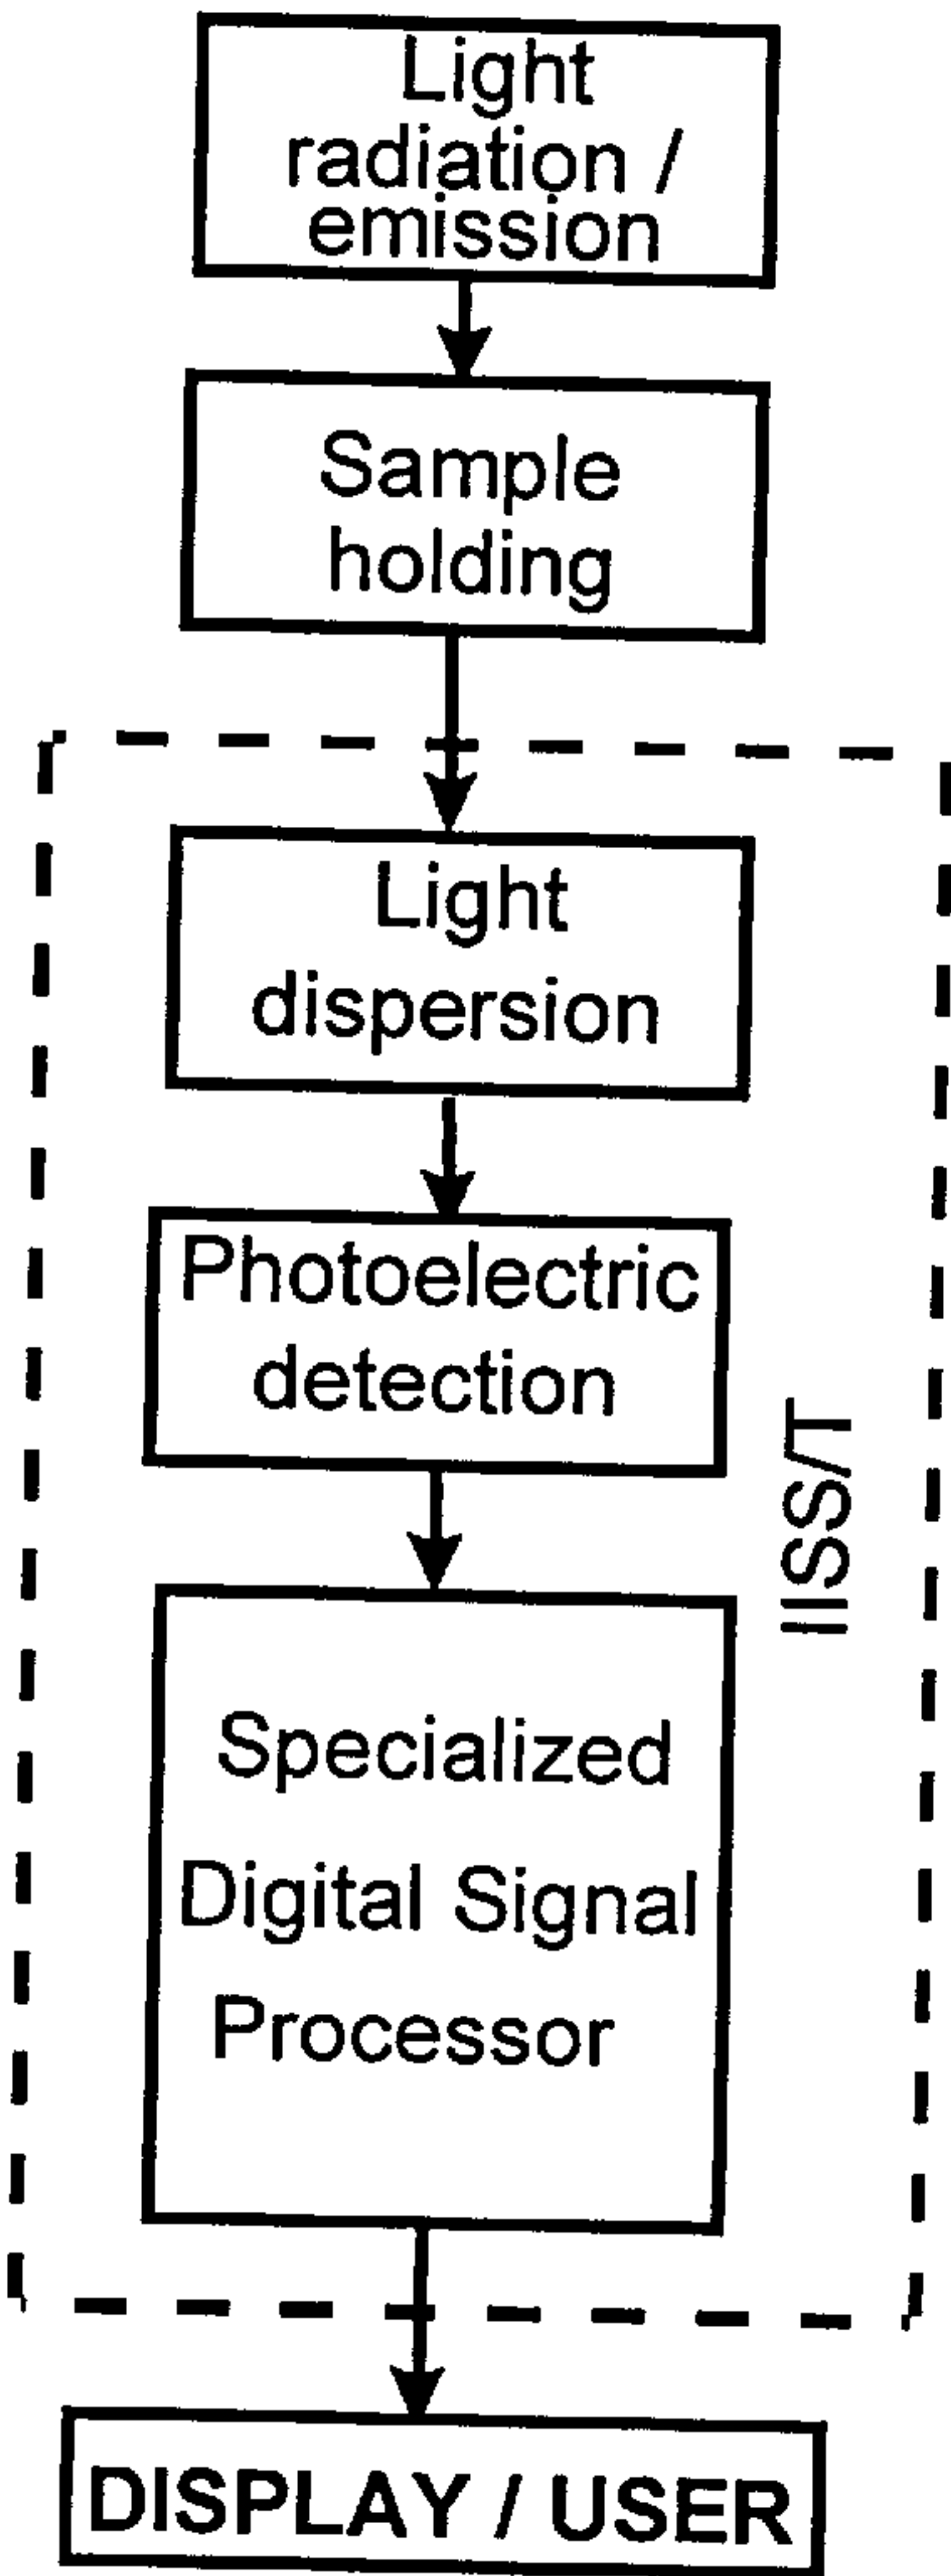 Light
radiation /
emission
Sample
holding
Light
dispersion
Photoelectric
detection
IISS/T
Specialized
Digital Signal
Processor
DISPLAY / USER